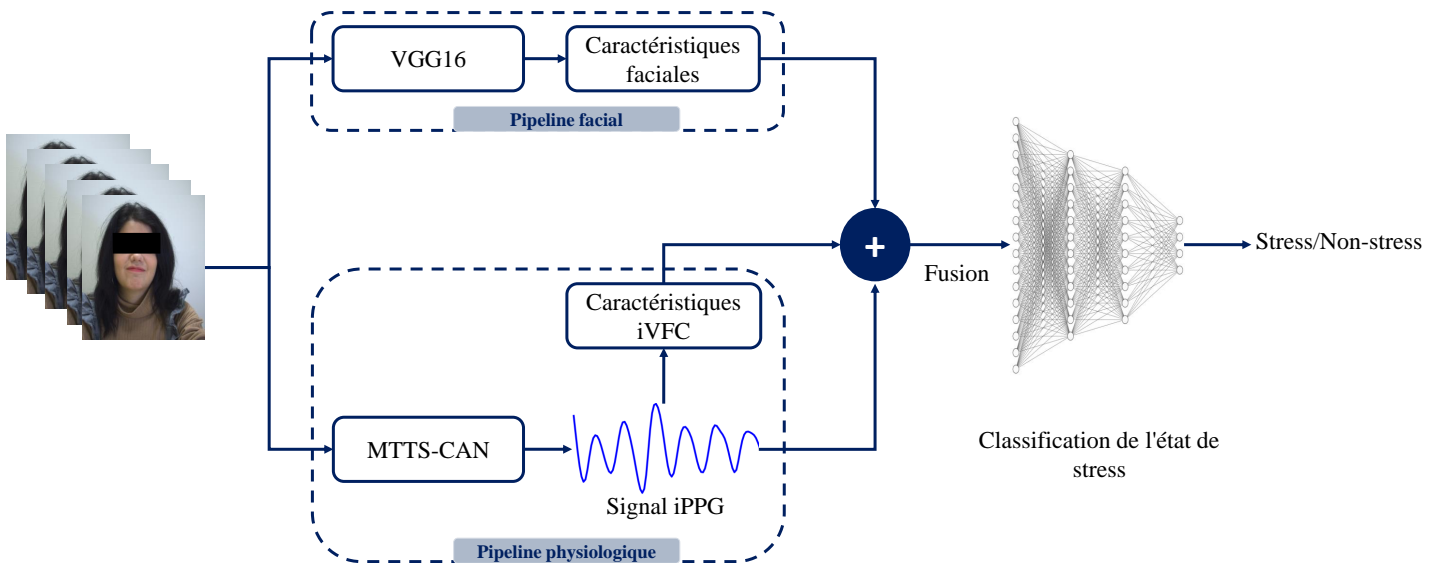 VGG16
Caractéristiques
faciales
Pipeline facial
+
Fusion
Stress/Non-stress
Caractéristiques
iVFC
MTTS-CAN
Signal iPPG
Pipeline physiologique
Classification de l'état de
stress